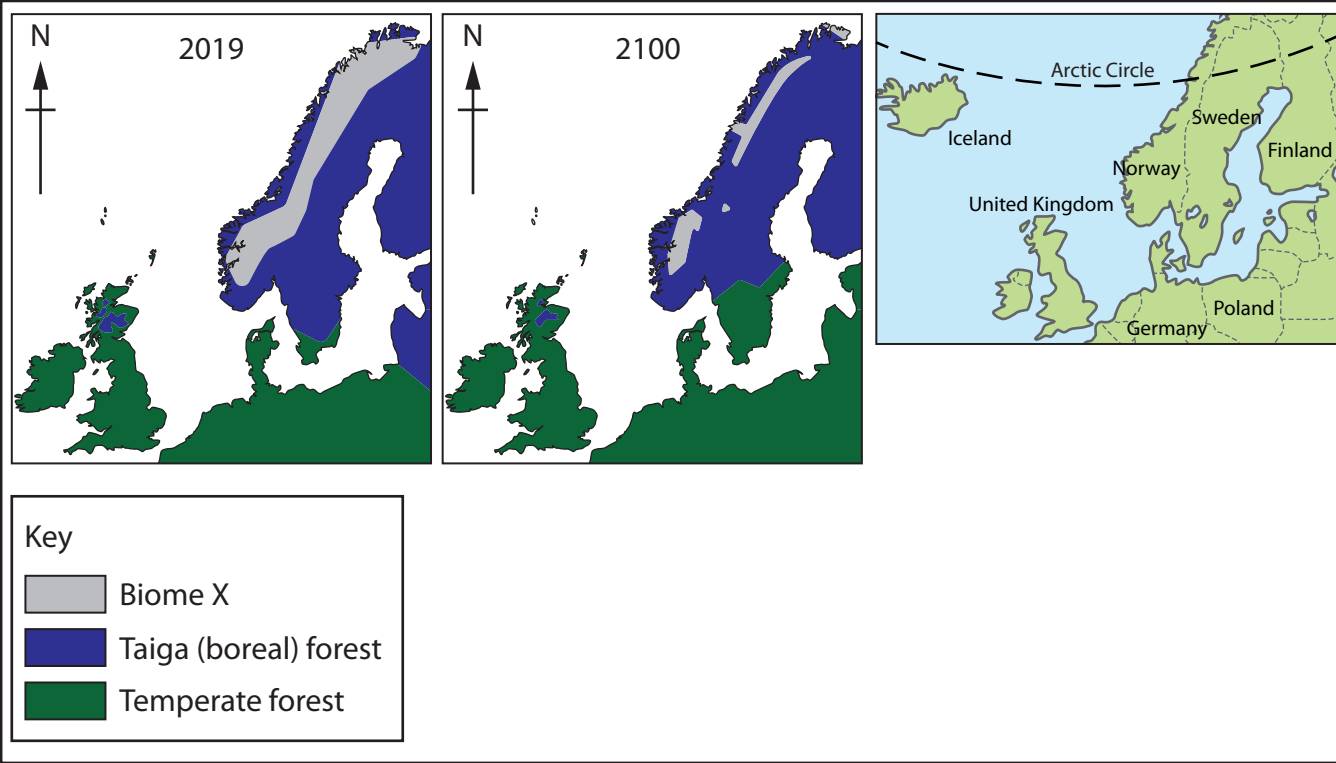 N
2019
N
2100
Arctic Circle
Iceland
Sweden
Finland
Norway
United Kingdom
Poland
Germany
Key
Biome X
Taiga (boreal) forest
Temperate forest